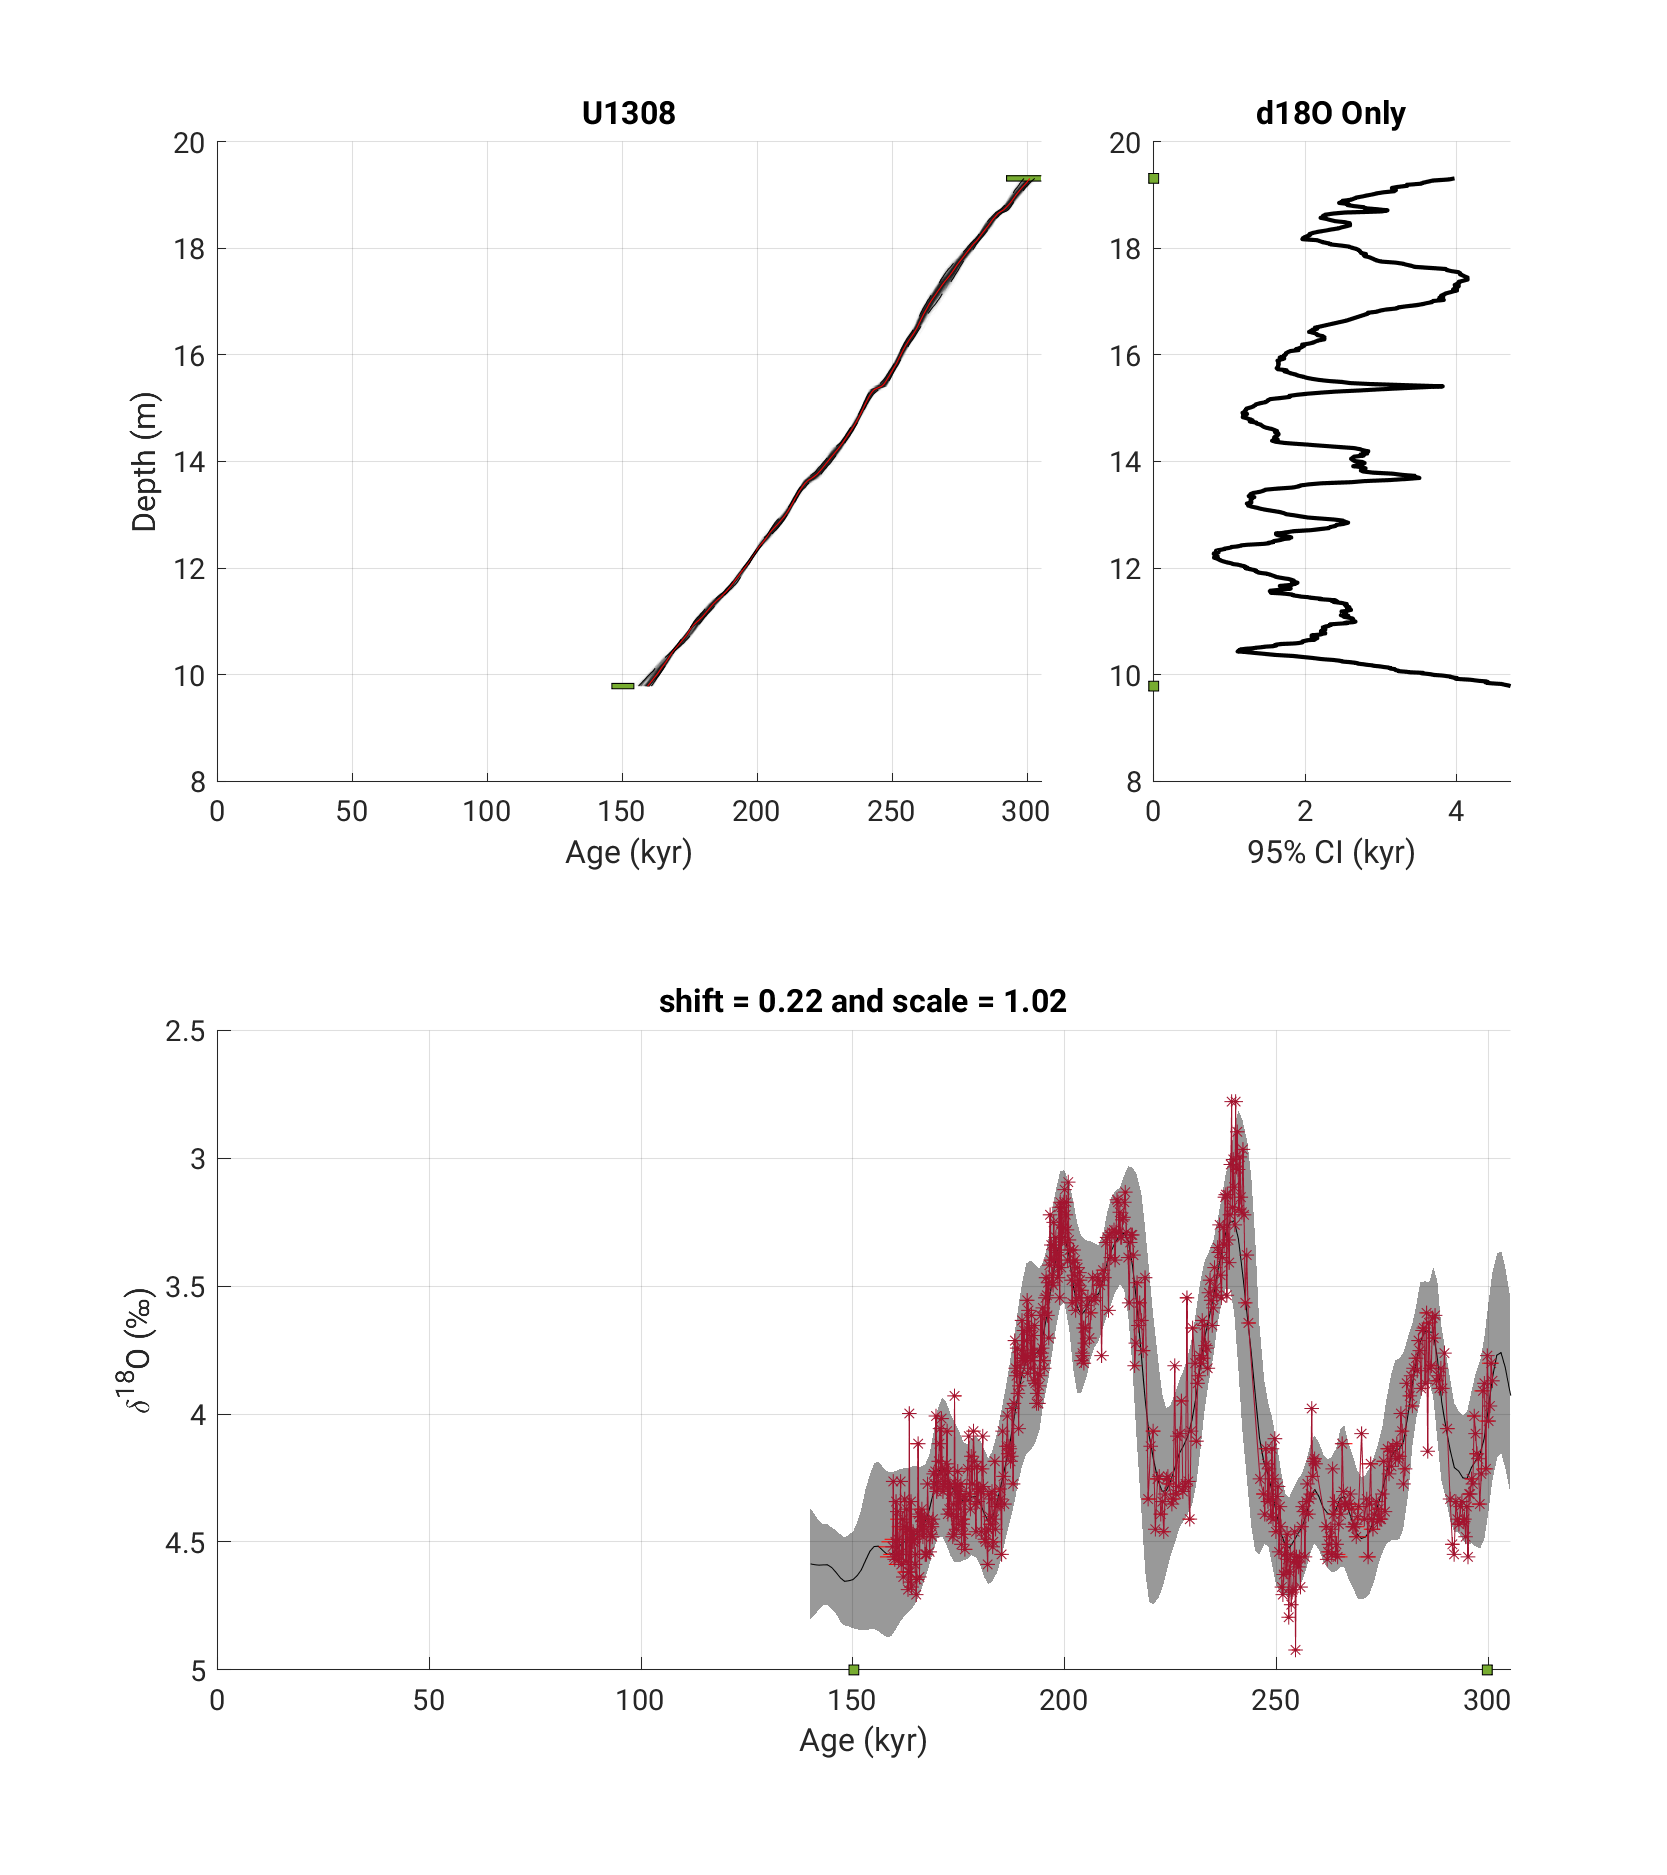 U1308
d18O Only
20
18
16
14
12
10
8
Depth (m)
0 50 100 150 200 250 300
Age (kyr)
20
18
16
14
12
10
8
0 2 4
95% CI (kyr)
shift = 0.22 and scale = 1.02
2.5
3
3.5
4
4.5
5
δ¹⁸O (‰)
0 50 100 150 200 250 300
Age (kyr)